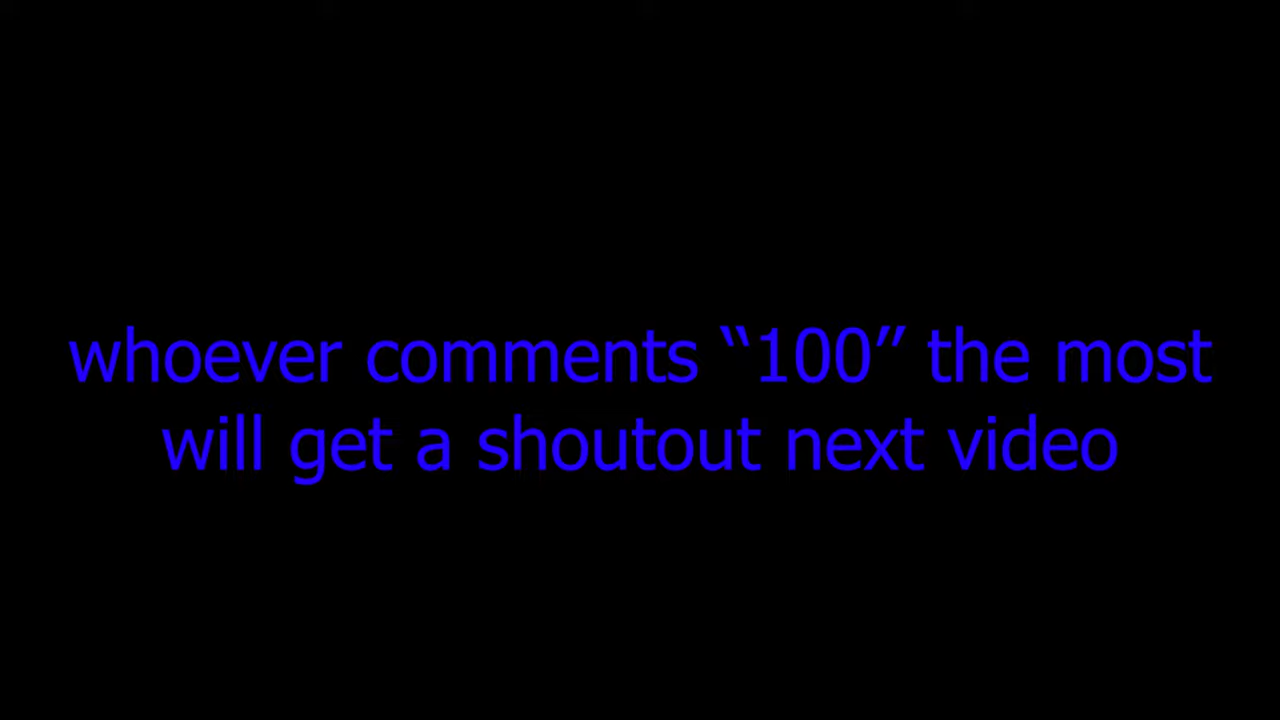 whoever comments “100” the most
will get a shoutout next video